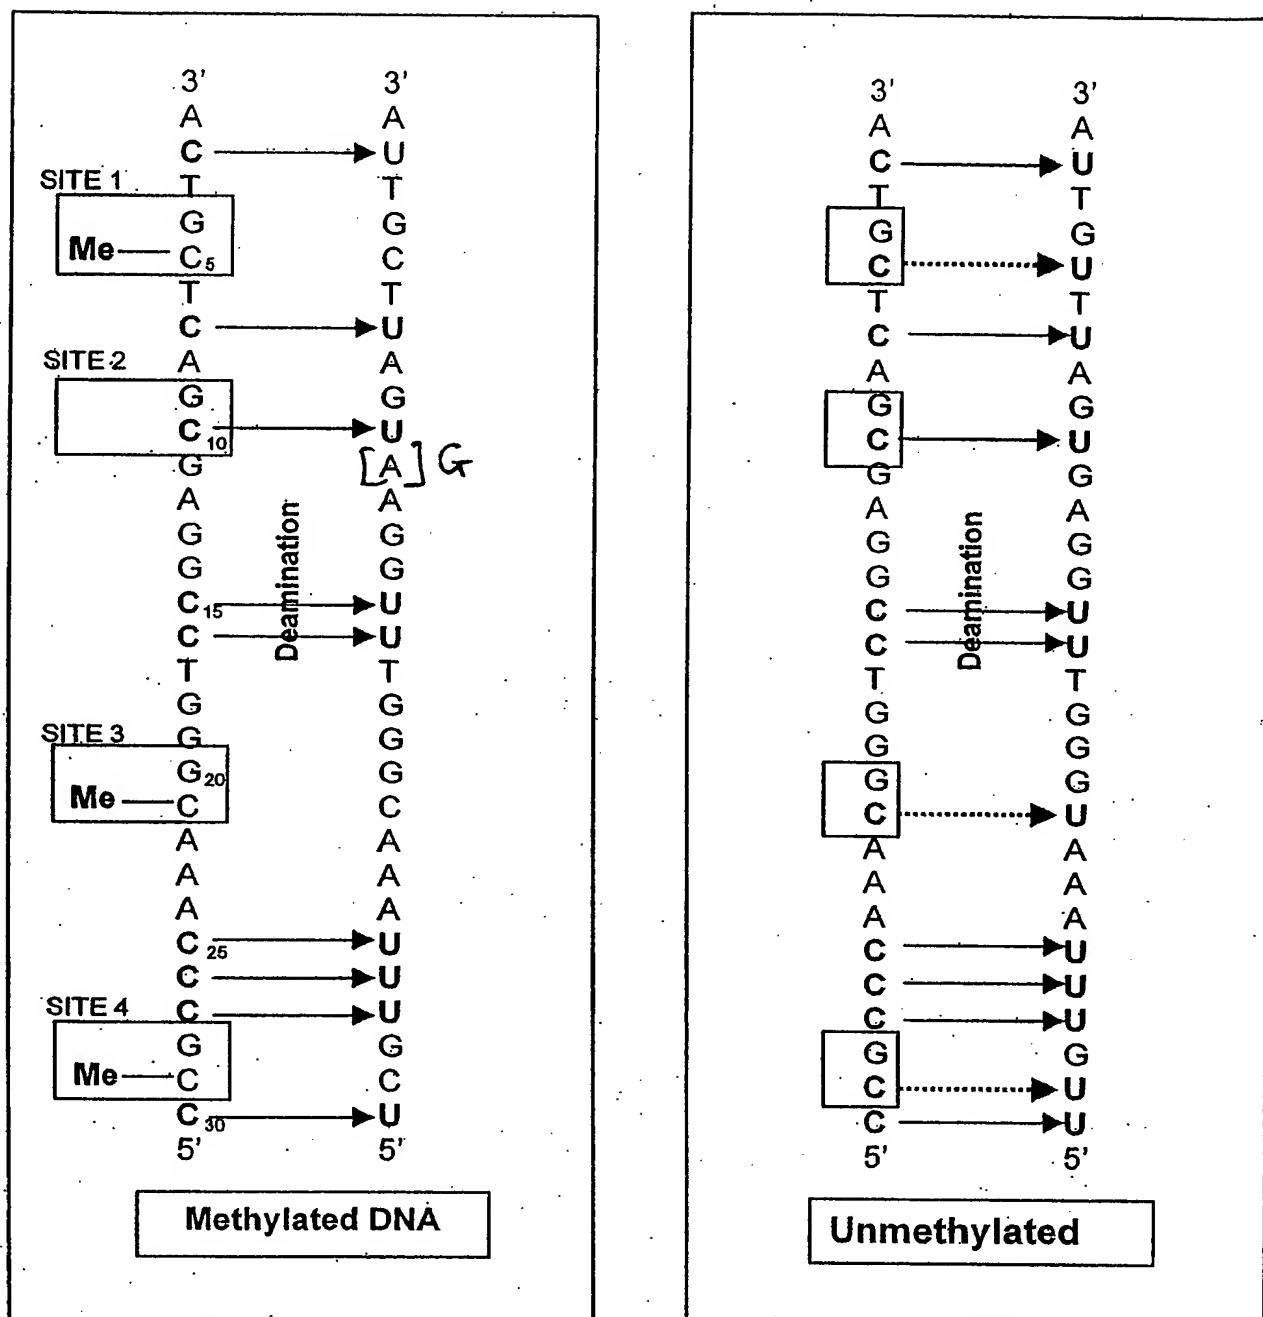 3' 3'
A A
C U
SITE 1
T T
G G
Me C5 C
T T
C U
SITE 2
A A
G G
C10 U
G [A] G
A A
G G
G G
Deamination
C15 U
C U
T T
G G
SITE 3
G G
G20 G
Me C C
A A
A A
A A
C25 U
C U
SITE 4
C U
G G
Me C C
C30 U
5' 5'
Methylated DNA
3' 3'
A A
C U
T T
G G
C U
T T
C U
A A
G G
C U
G G
A A
G G
G G
Deamination
C U
C U
T T
G G
G G
G G
C U
A A
A A
A A
C U
C U
C U
G G
C U
C U
5' 5'
Unmethylated